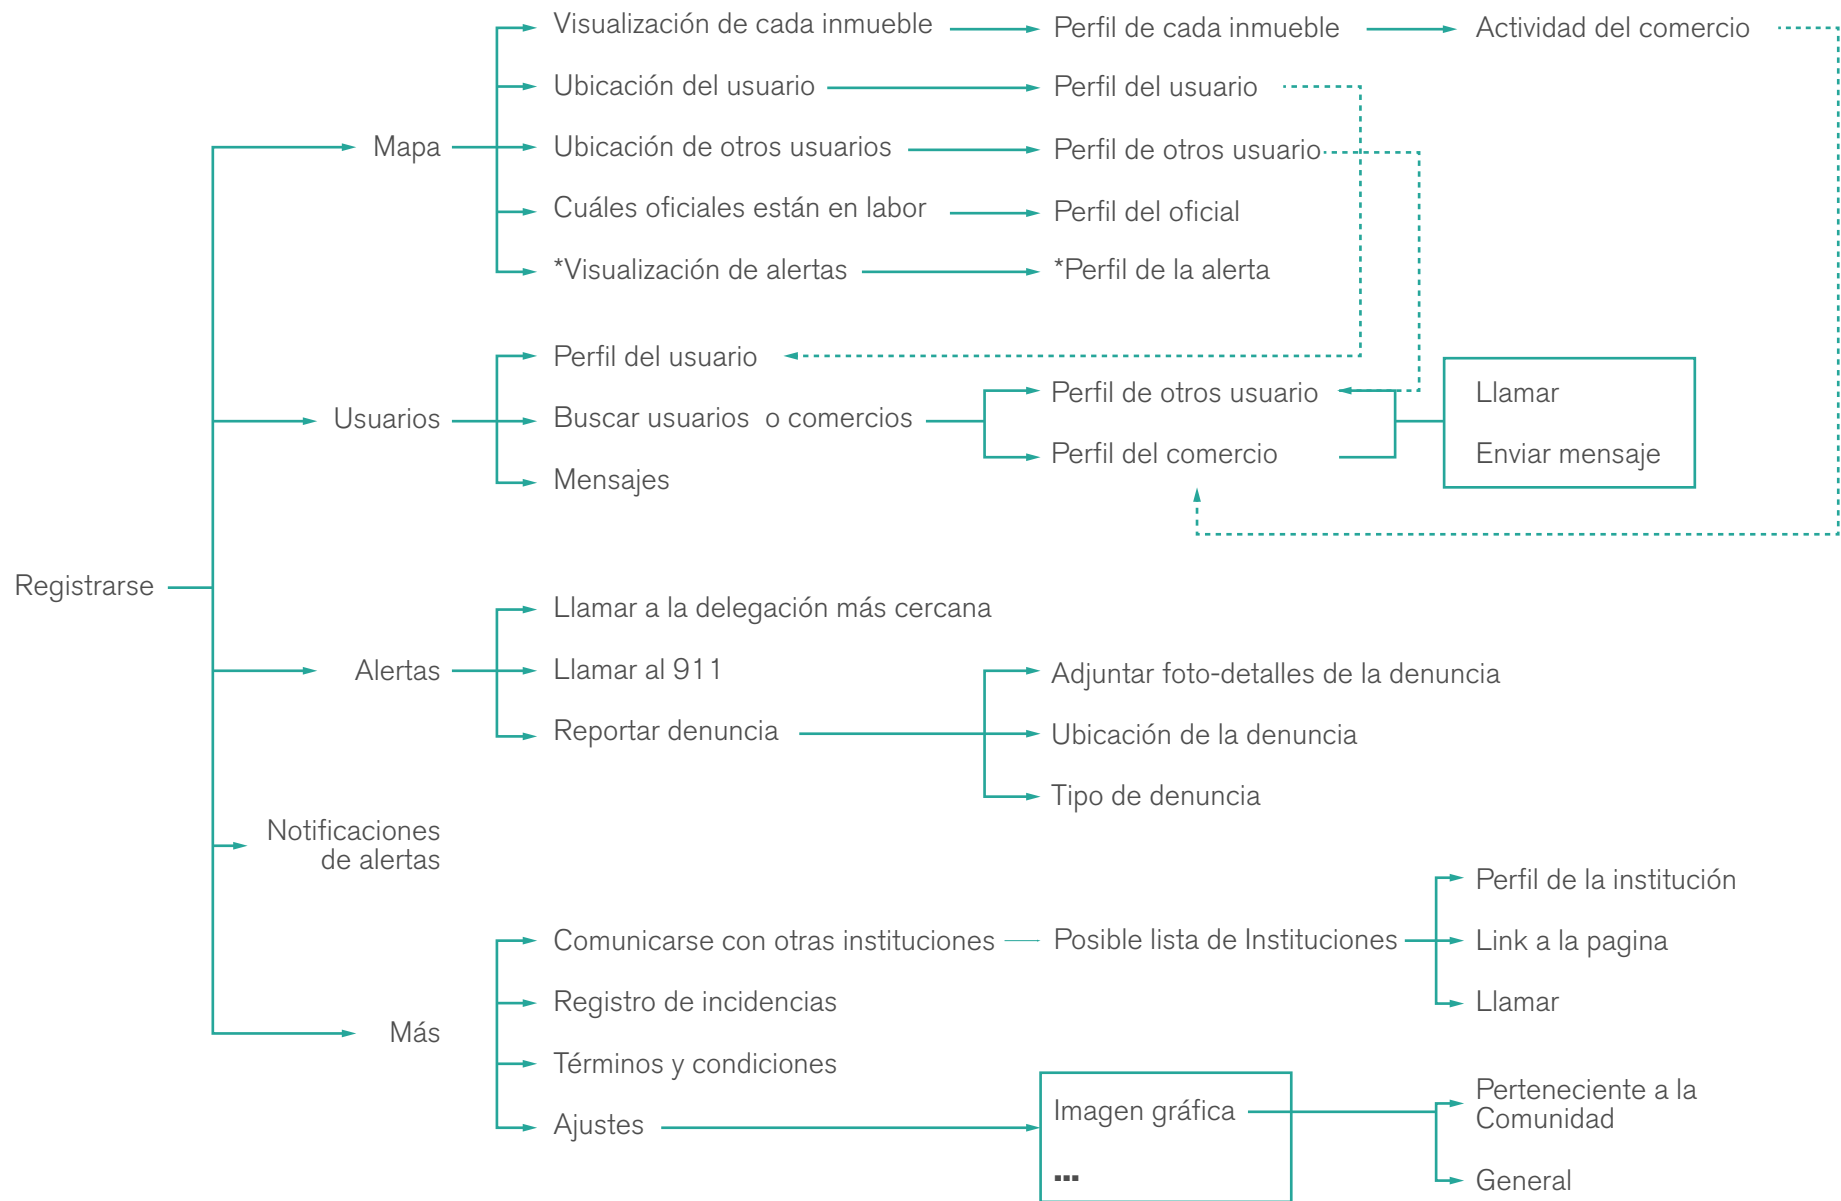 Visualización de cada inmueble
Perfil de cada inmueble
Actividad del comercio
Ubicación del usuario
Perfil del usuario
Mapa
Ubicación de otros usuarios
Perfil de otros usuario
Cuáles oficiales están en labor
Perfil del oficial
*Visualización de alertas
*Perfil de la alerta
Perfil del usuario
Usuarios
Buscar usuarios o comercios
Perfil de otros usuario
Llamar
Perfil del comercio
Enviar mensaje
Mensajes
Registrarse
Llamar a la delegación más cercana
Alertas
Llamar al 911
Adjuntar foto-detalles de la denuncia
Reportar denuncia
Ubicación de la denuncia
Tipo de denuncia
Notificaciones
de alertas
Perfil de la institución
Comunicarse con otras instituciones
Posible lista de Instituciones
Link a la pagina
Registro de incidencias
Llamar
Más
Términos y condiciones
Ajustes
Imagen gráfica
...
Perteneciente a la
Comunidad
General